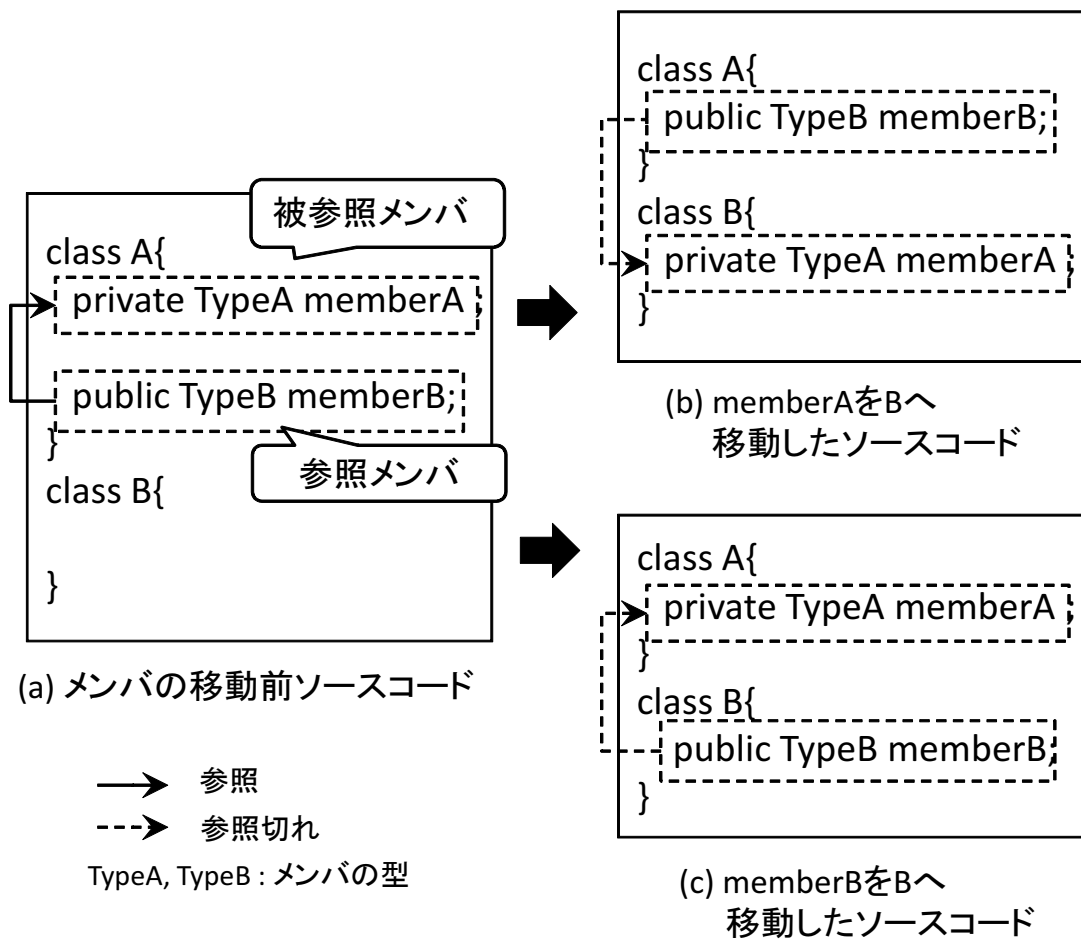 被参照メンバ
class A{
private TypeA memberA ;
public TypeB memberB;
}
参照メンバ
class B{
}
(a) メンバの移動前ソースコード
参照
参照切れ
TypeA, TypeB : メンバの型
class A{
public TypeB memberB;
}
class B{
private TypeA memberA ;
}
(b) memberAをBへ
移動したソースコード
class A{
private TypeA memberA ;
}
class B{
public TypeB memberB;
}
(c) memberBをBへ
移動したソースコード